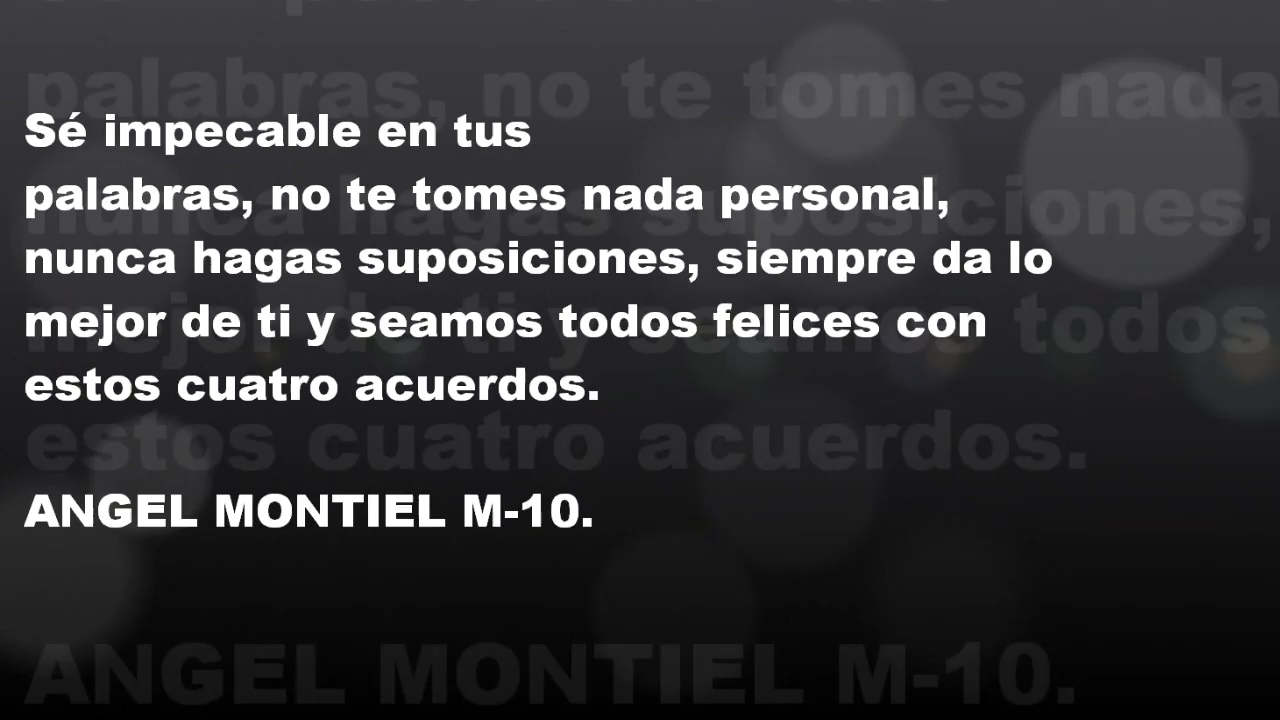 Sé impecable en tus
palabras, no te tomes nada personal,
nunca hagas suposiciones, siempre da lo
mejor de ti y seamos todos felices con
estos cuatro acuerdos.
ANGEL MONTIEL M-10.